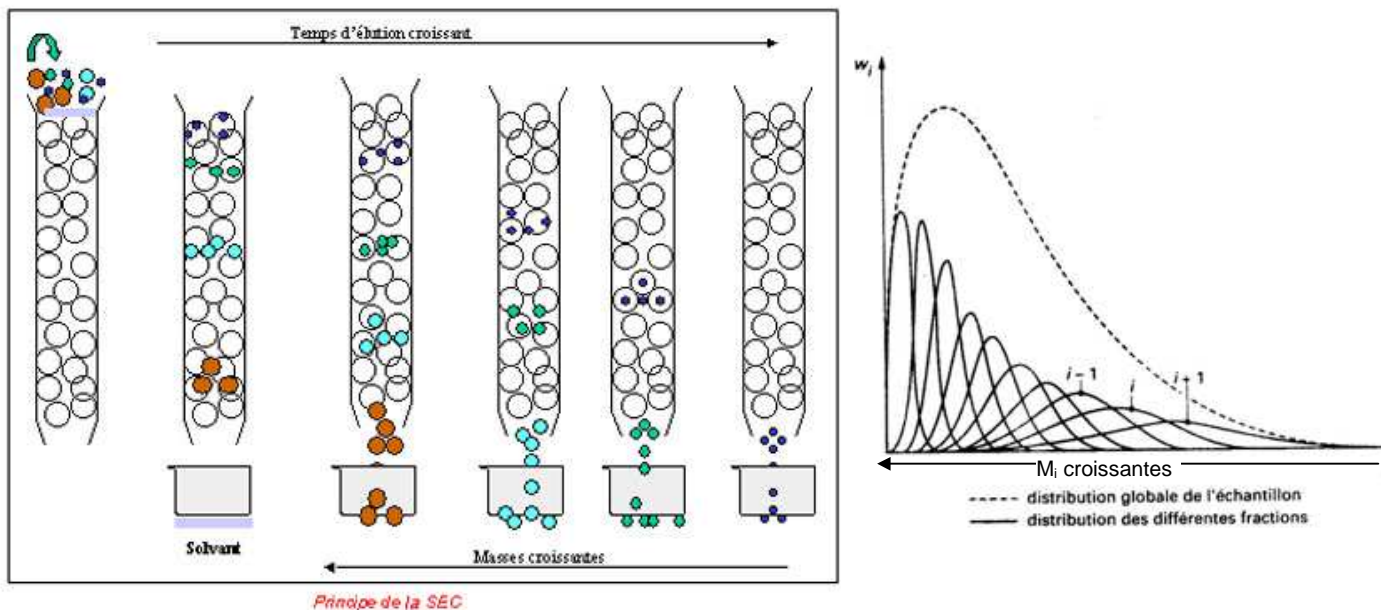 Temps d'élution croissant
Solvant
Masses croissantes
Principe de la SEC
wᵢ
i-1
i
i+1
Mᵢ croissantes
distribution globale de l'échantillon
distribution des différentes fractions